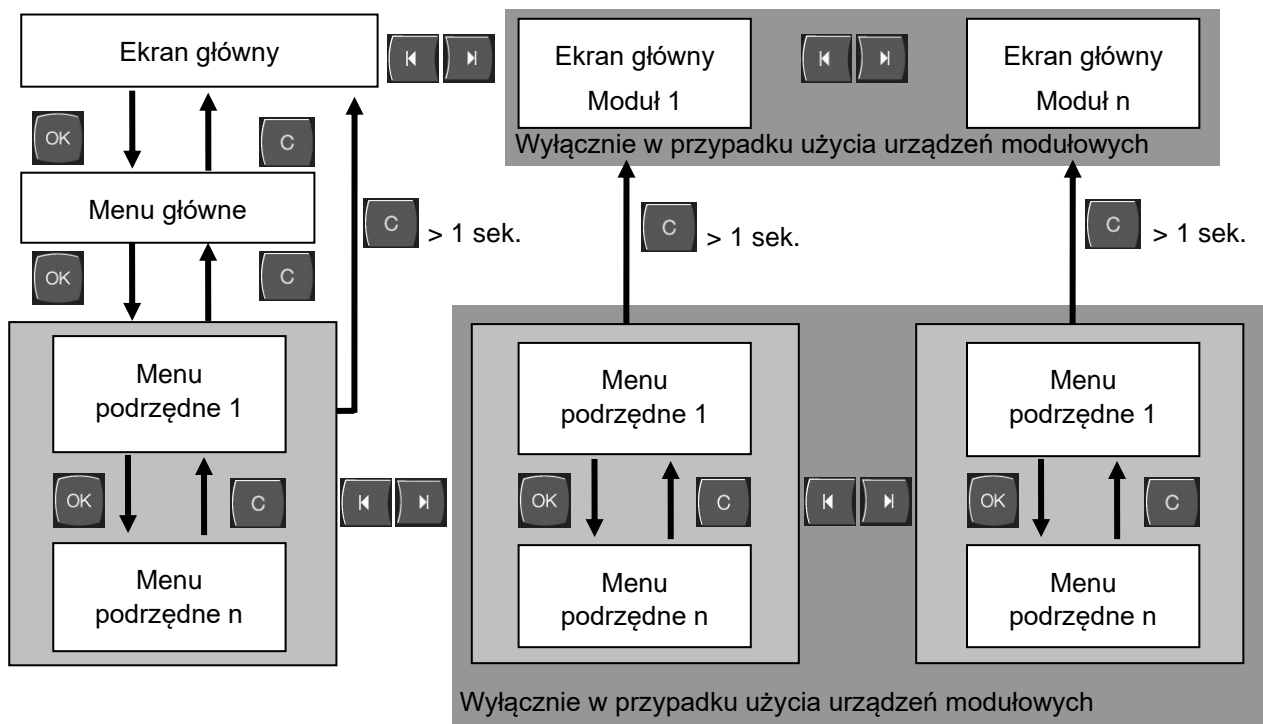 Ekran główny
Ekran główny
Moduł 1
Ekran główny
Moduł n
Wyłącznie w przypadku użycia urządzeń modułowych
OK
C
Menu główne
OK
C
C
> 1 sek.
C
> 1 sek.
C
> 1 sek.
Menu
podrzędne 1
OK
C
Menu
podrzędne n
Menu
podrzędne 1
OK
C
Menu
podrzędne n
Menu
podrzędne 1
OK
C
Menu
podrzędne n
Wyłącznie w przypadku użycia urządzeń modułowych